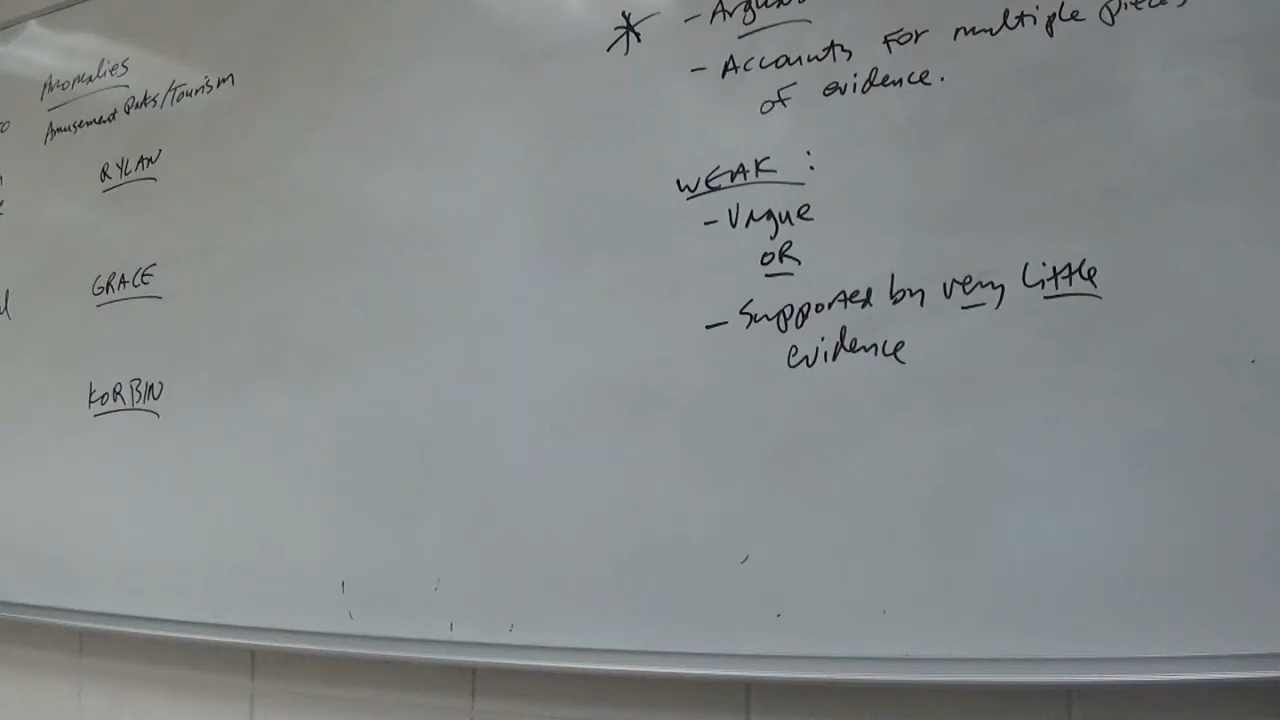 Anomalies
Amusement Parks/Tourism
RYLAN
GRACE
KORBIN
-
- Accounts For multiple pieces
of evidence.
WEAK :
- Vague
OR
- Supported by very little
evidence